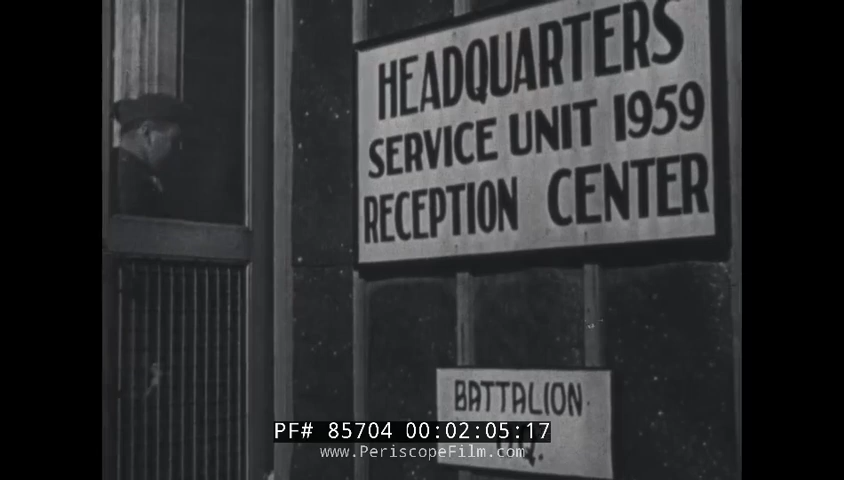 HEADQUARTERS
SERVICE UNIT 1959
RECEPTION CENTER
BATTALION
PF# 85704 00:02:05:17
www.PeriscopeFilm.com